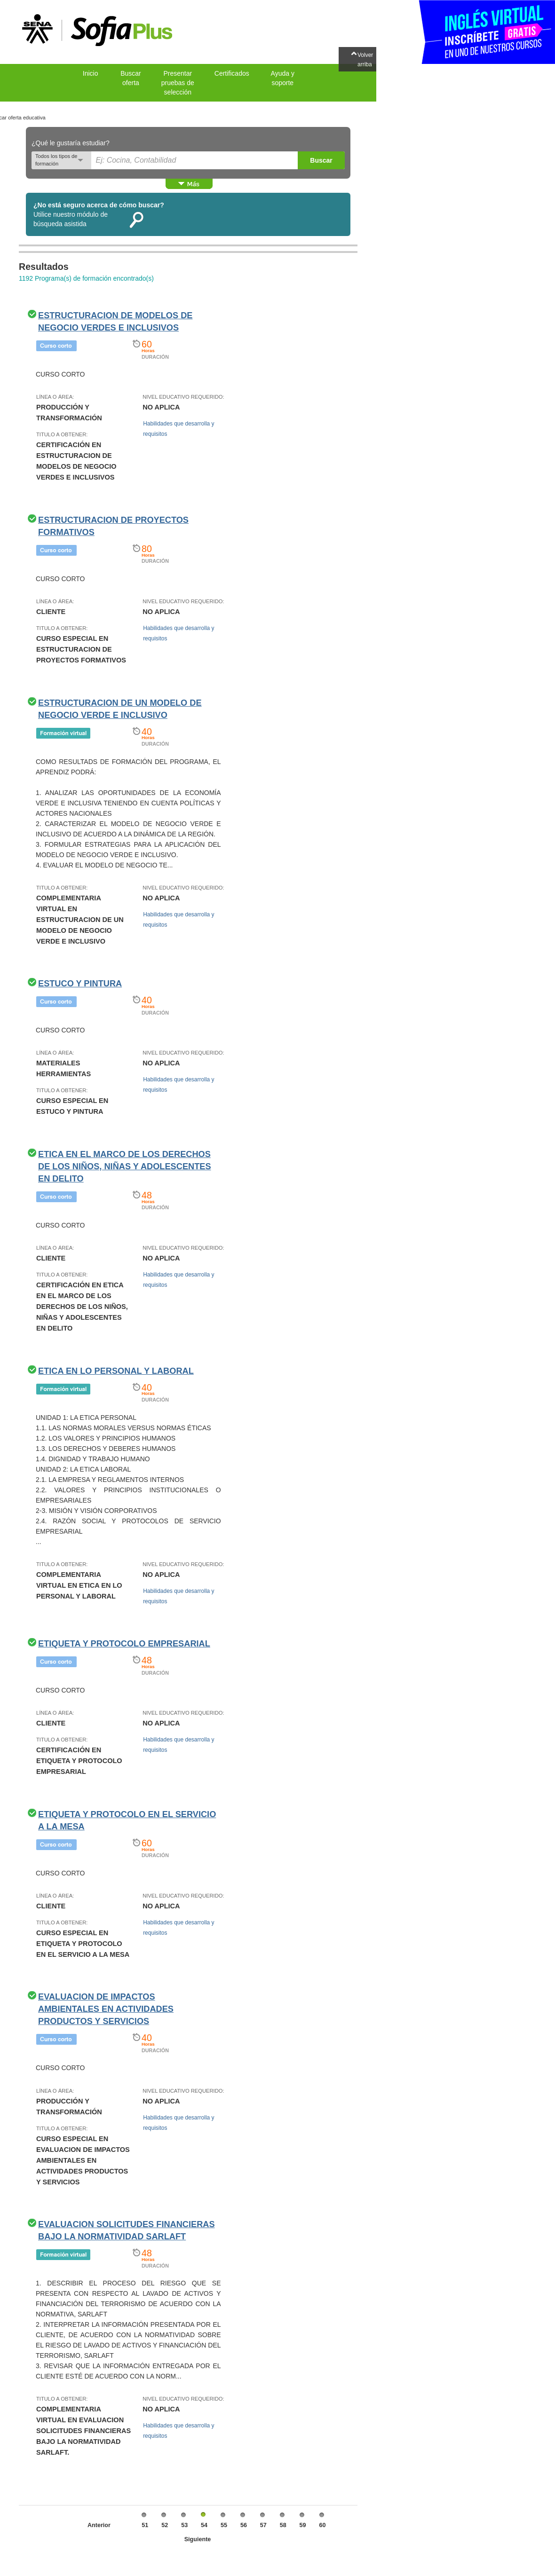 SENA
Sofia Plus
INGLÉS VIRTUAL
INSCRÍBETE GRATIS
EN UNO DE NUESTROS CURSOS
Volver
arriba
Inicio
Buscar
oferta
Presentar
pruebas de
selección
Certificados
Ayuda y
soporte
car oferta educativa
¿Qué le gustaría estudiar?
Todos los tipos de
formación
Ej: Cocina, Contabilidad
Buscar
Más
¿No está seguro acerca de cómo buscar?
Utilice nuestro módulo de
búsqueda asistida
Resultados
1192 Programa(s) de formación encontrado(s)
ESTRUCTURACION DE MODELOS DE
NEGOCIO VERDES E INCLUSIVOS
Curso corto
60
Horas
DURACIÓN
CURSO CORTO
LÍNEA O ÁREA:
PRODUCCIÓN Y
TRANSFORMACIÓN
NIVEL EDUCATIVO REQUERIDO:
NO APLICA
TITULO A OBTENER:
CERTIFICACIÓN EN
ESTRUCTURACION DE
MODELOS DE NEGOCIO
VERDES E INCLUSIVOS
Habilidades que desarrolla y
requisitos
ESTRUCTURACION DE PROYECTOS
FORMATIVOS
Curso corto
80
Horas
DURACIÓN
CURSO CORTO
LÍNEA O ÁREA:
CLIENTE
NIVEL EDUCATIVO REQUERIDO:
NO APLICA
TITULO A OBTENER:
CURSO ESPECIAL EN
ESTRUCTURACION DE
PROYECTOS FORMATIVOS
Habilidades que desarrolla y
requisitos
ESTRUCTURACION DE UN MODELO DE
NEGOCIO VERDE E INCLUSIVO
Formación virtual
40
Horas
DURACIÓN
COMO RESULTADS DE FORMACIÓN DEL PROGRAMA, EL
APRENDIZ PODRÁ:
1. ANALIZAR LAS OPORTUNIDADES DE LA ECONOMÍA
VERDE E INCLUSIVA TENIENDO EN CUENTA POLÍTICAS Y
ACTORES NACIONALES
2. CARACTERIZAR EL MODELO DE NEGOCIO VERDE E
INCLUSIVO DE ACUERDO A LA DINÁMICA DE LA REGIÓN.
3. FORMULAR ESTRATEGIAS PARA LA APLICACIÓN DEL
MODELO DE NEGOCIO VERDE E INCLUSIVO.
4. EVALUAR EL MODELO DE NEGOCIO TE...
TITULO A OBTENER:
COMPLEMENTARIA
VIRTUAL EN
ESTRUCTURACION DE UN
MODELO DE NEGOCIO
VERDE E INCLUSIVO
NIVEL EDUCATIVO REQUERIDO:
NO APLICA
Habilidades que desarrolla y
requisitos
ESTUCO Y PINTURA
Curso corto
40
Horas
DURACIÓN
CURSO CORTO
LÍNEA O ÁREA:
MATERIALES
HERRAMIENTAS
NIVEL EDUCATIVO REQUERIDO:
NO APLICA
TITULO A OBTENER:
CURSO ESPECIAL EN
ESTUCO Y PINTURA
Habilidades que desarrolla y
requisitos
ETICA EN EL MARCO DE LOS DERECHOS
DE LOS NIÑOS, NIÑAS Y ADOLESCENTES
EN DELITO
Curso corto
48
Horas
DURACIÓN
CURSO CORTO
LÍNEA O ÁREA:
CLIENTE
NIVEL EDUCATIVO REQUERIDO:
NO APLICA
TITULO A OBTENER:
CERTIFICACIÓN EN ETICA
EN EL MARCO DE LOS
DERECHOS DE LOS NIÑOS,
NIÑAS Y ADOLESCENTES
EN DELITO
Habilidades que desarrolla y
requisitos
ETICA EN LO PERSONAL Y LABORAL
Formación virtual
40
Horas
DURACIÓN
UNIDAD 1: LA ETICA PERSONAL
1.1. LAS NORMAS MORALES VERSUS NORMAS ÉTICAS
1.2. LOS VALORES Y PRINCIPIOS HUMANOS
1.3. LOS DERECHOS Y DEBERES HUMANOS
1.4. DIGNIDAD Y TRABAJO HUMANO
UNIDAD 2: LA ETICA LABORAL
2.1. LA EMPRESA Y REGLAMENTOS INTERNOS
2.2. VALORES Y PRINCIPIOS INSTITUCIONALES O
EMPRESARIALES
2-3. MISIÓN Y VISIÓN CORPORATIVOS
2.4. RAZÓN SOCIAL Y PROTOCOLOS DE SERVICIO
EMPRESARIAL
...
TITULO A OBTENER:
COMPLEMENTARIA
VIRTUAL EN ETICA EN LO
PERSONAL Y LABORAL
NIVEL EDUCATIVO REQUERIDO:
NO APLICA
Habilidades que desarrolla y
requisitos
ETIQUETA Y PROTOCOLO EMPRESARIAL
Curso corto
48
Horas
DURACIÓN
CURSO CORTO
LÍNEA O ÁREA:
CLIENTE
NIVEL EDUCATIVO REQUERIDO:
NO APLICA
TITULO A OBTENER:
CERTIFICACIÓN EN
ETIQUETA Y PROTOCOLO
EMPRESARIAL
Habilidades que desarrolla y
requisitos
ETIQUETA Y PROTOCOLO EN EL SERVICIO
A LA MESA
Curso corto
60
Horas
DURACIÓN
CURSO CORTO
LÍNEA O ÁREA:
CLIENTE
NIVEL EDUCATIVO REQUERIDO:
NO APLICA
TITULO A OBTENER:
CURSO ESPECIAL EN
ETIQUETA Y PROTOCOLO
EN EL SERVICIO A LA MESA
Habilidades que desarrolla y
requisitos
EVALUACION DE IMPACTOS
AMBIENTALES EN ACTIVIDADES
PRODUCTOS Y SERVICIOS
Curso corto
40
Horas
DURACIÓN
CURSO CORTO
LÍNEA O ÁREA:
PRODUCCIÓN Y
TRANSFORMACIÓN
NIVEL EDUCATIVO REQUERIDO:
NO APLICA
TITULO A OBTENER:
CURSO ESPECIAL EN
EVALUACION DE IMPACTOS
AMBIENTALES EN
ACTIVIDADES PRODUCTOS
Y SERVICIOS
Habilidades que desarrolla y
requisitos
EVALUACION SOLICITUDES FINANCIERAS
BAJO LA NORMATIVIDAD SARLAFT
Formación virtual
48
Horas
DURACIÓN
1. DESCRIBIR EL PROCESO DEL RIESGO QUE SE
PRESENTA CON RESPECTO AL LAVADO DE ACTIVOS Y
FINANCIACIÓN DEL TERRORISMO DE ACUERDO CON LA
NORMATIVA, SARLAFT
2. INTERPRETAR LA INFORMACIÓN PRESENTADA POR EL
CLIENTE, DE ACUERDO CON LA NORMATIVIDAD SOBRE
EL RIESGO DE LAVADO DE ACTIVOS Y FINANCIACIÓN DEL
TERRORISMO, SARLAFT
3. REVISAR QUE LA INFORMACIÓN ENTREGADA POR EL
CLIENTE ESTÉ DE ACUERDO CON LA NORM...
TITULO A OBTENER:
COMPLEMENTARIA
VIRTUAL EN EVALUACION
SOLICITUDES FINANCIERAS
BAJO LA NORMATIVIDAD
SARLAFT.
NIVEL EDUCATIVO REQUERIDO:
NO APLICA
Habilidades que desarrolla y
requisitos
Anterior 51 52 53 54 55 56 57 58 59 60
Siguiente